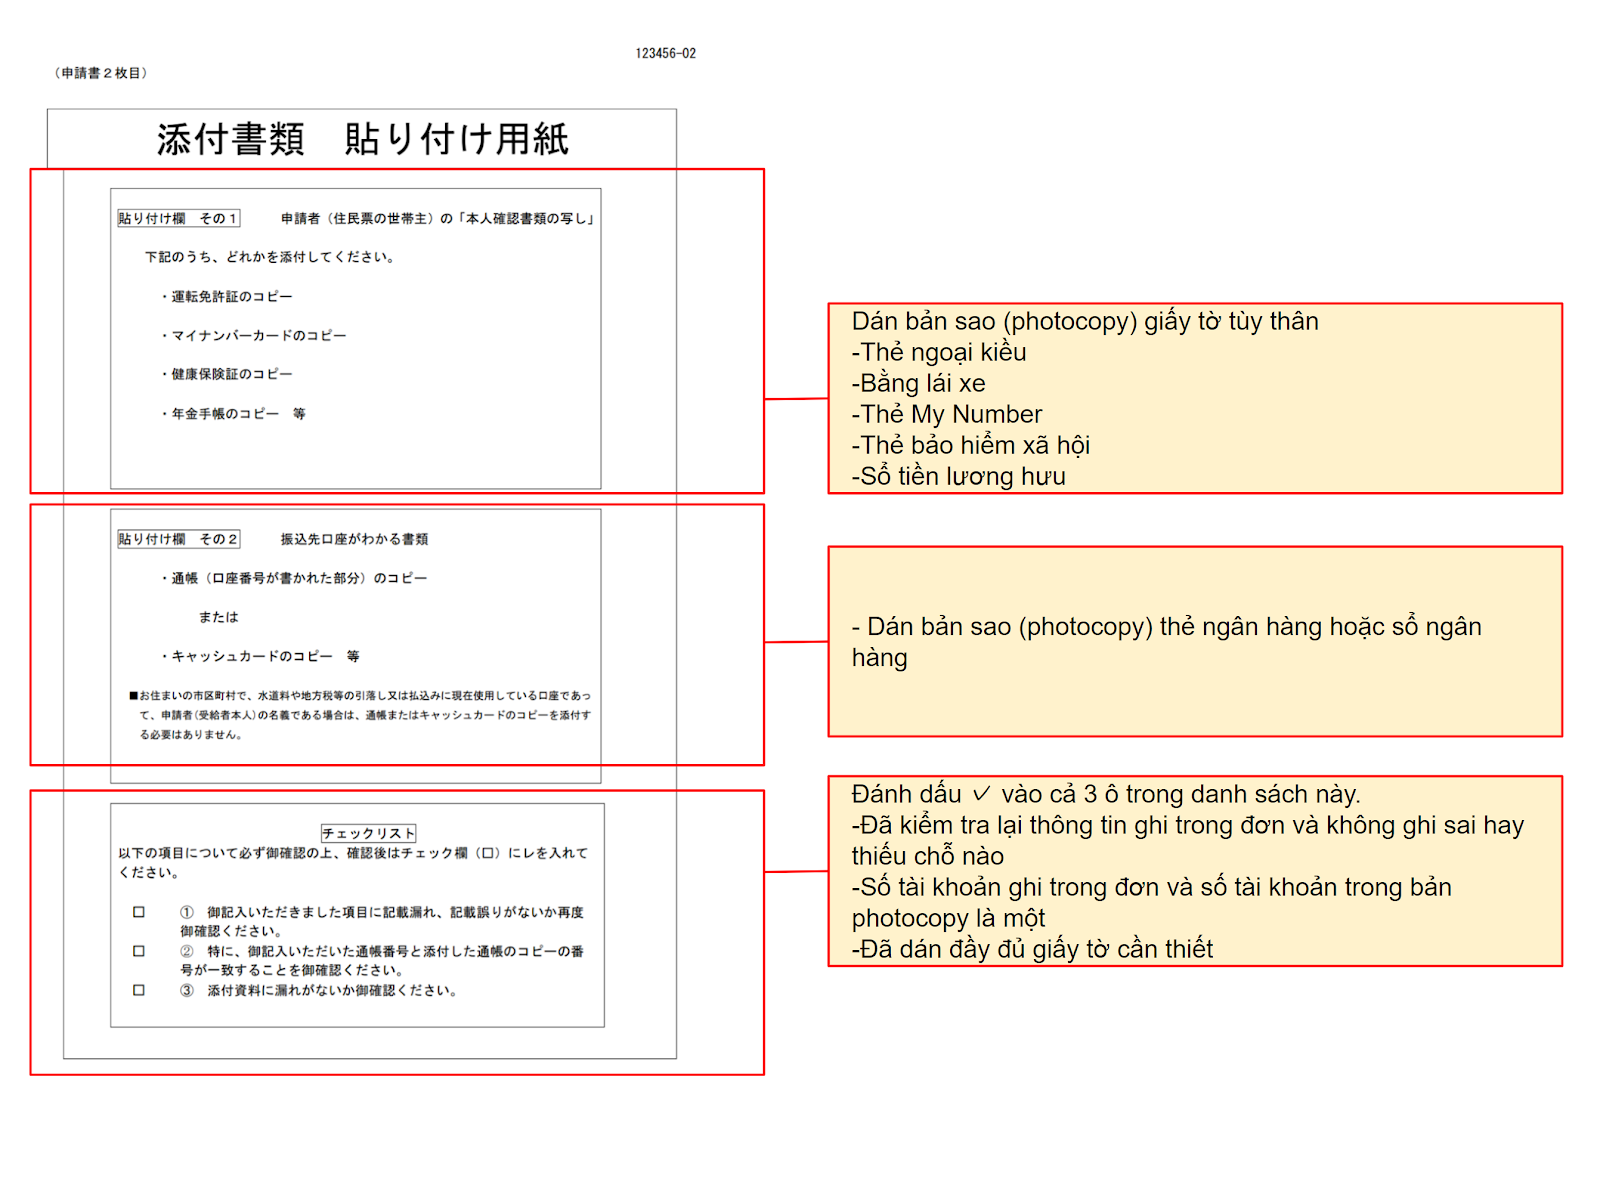 123456-02
（申請書２枚目）
添付書類　貼り付け用紙
貼り付け欄　その１　　　申請者（住民票の世帯主）の「本人確認書類の写し」
下記のうち、どれかを添付してください。
・運転免許証のコピー
・マイナンバーカードのコピー
・健康保険証のコピー
・年金手帳のコピー　等
Dán bản sao (photocopy) giấy tờ tùy thân
-Thẻ ngoại kiều
-Bằng lái xe
-Thẻ My Number
-Thẻ bảo hiểm xã hội
-Sổ tiền lương hưu
貼り付け欄　その２　　　振込先口座がわかる書類
・通帳（口座番号が書かれた部分）のコピー
または
・キャッシュカードのコピー　等
■お住まいの市区町村で、水道料や地方税等の引落し又は払込みに現在使用している口座であっ
て、申請者(受給者本人)の名義である場合は、通帳またはキャッシュカードのコピーを添付す
る必要はありません。
- Dán bản sao (photocopy) thẻ ngân hàng hoặc sổ ngân
hàng
チェックリスト
以下の項目について必ず御確認の上、確認後はチェック欄（口）にレを入れて
ください。
□　①　御記入いただきました項目に記載漏れ、記載誤りがないか再度
御確認ください。
□　②　特に、御記入いただいた通帳番号と添付した通帳のコピーの番
号が一致することを御確認ください。
□　③　添付資料に漏れがないか御確認ください。
Đánh dấu ✓ vào cả 3 ô trong danh sách này.
-Đã kiểm tra lại thông tin ghi trong đơn và không ghi sai hay
thiếu chỗ nào
-Số tài khoản ghi trong đơn và số tài khoản trong bản
photocopy là một
-Đã dán đầy đủ giấy tờ cần thiết